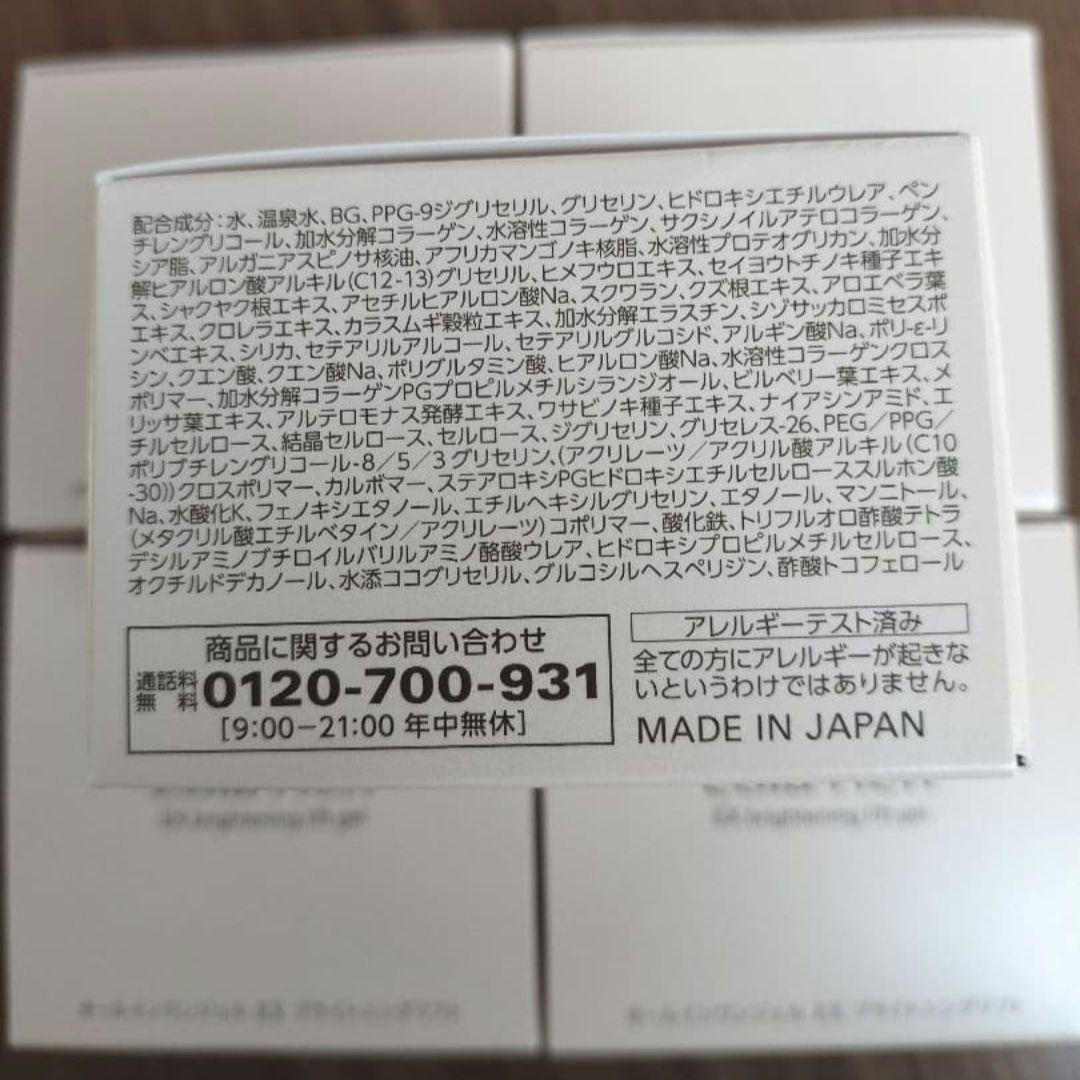 配合成分：水、温泉水、BG、PPG-9ジグリセリル、グリセリン、ヒドロキシエチルウレア、ペン
チレングリコール、加水分解コラーゲン、水溶性コラーゲン、サクシノイルアテロコラーゲン、
シア脂、アルガニアスピノサ核油、アフリカマンゴノキ核脂、水溶性プロテオグリカン、加水分
解ヒアルロン酸アルキル(C12-13)グリセリル、ヒメフウロエキス、セイヨウトチノキ種子エキ
ス、シャクヤク根エキス、アセチルヒアルロン酸Na、スクワラン、クズ根エキス、アロエベラ葉
エキス、クロレラエキス、カラスムギ穀粒エキス、加水分解エラスチン、シゾサッカロミセスポ
ンベエキス、シリカ、セテアリルアルコール、セテアリルグルコシド、アルギン酸Na、ポリ-ε-リ
シン、クエン酸、クエン酸Na、ポリグルタミン酸、ヒアルロン酸Na、水溶性コラーゲンクロス
ポリマー、加水分解コラーゲンPGプロピルメチルシランジオール、ビルベリー葉エキス、メ
リッサ葉エキス、アルテロモナス発酵エキス、ワサビノキ種子エキス、ナイアシンアミド、エ
チルセルロース、結晶セルロース、セルロース、ジグリセリン、グリセレス-26、PEG／PPG／
ポリブチレングリコール-8／5／3グリセリン、(アクリレーツ／アクリル酸アルキル(C10
-30))クロスポリマー、カルボマー、ステアロキシPGヒドロキシエチルセルローススルホン酸
Na、水酸化K、フェノキシエタノール、エチルヘキシルグリセリン、エタノール、マンニトール、
(メタクリル酸エチルベタイン／アクリレーツ)コポリマー、酸化鉄、トリフルオロ酢酸テトラ
デシルアミノブチロイルバリルアミノ酪酸ウレア、ヒドロキシプロピルメチルセルロース、
オクチルドデカノール、水添ココグリセリル、グルコシルヘスペリジン、酢酸トコフェロール
商品に関するお問い合わせ
通話料
無 料 0120-700-931
[9:00−21:00 年中無休]
アレルギーテスト済み
全ての方にアレルギーが起きな
いというわけではありません。
MADE IN JAPAN